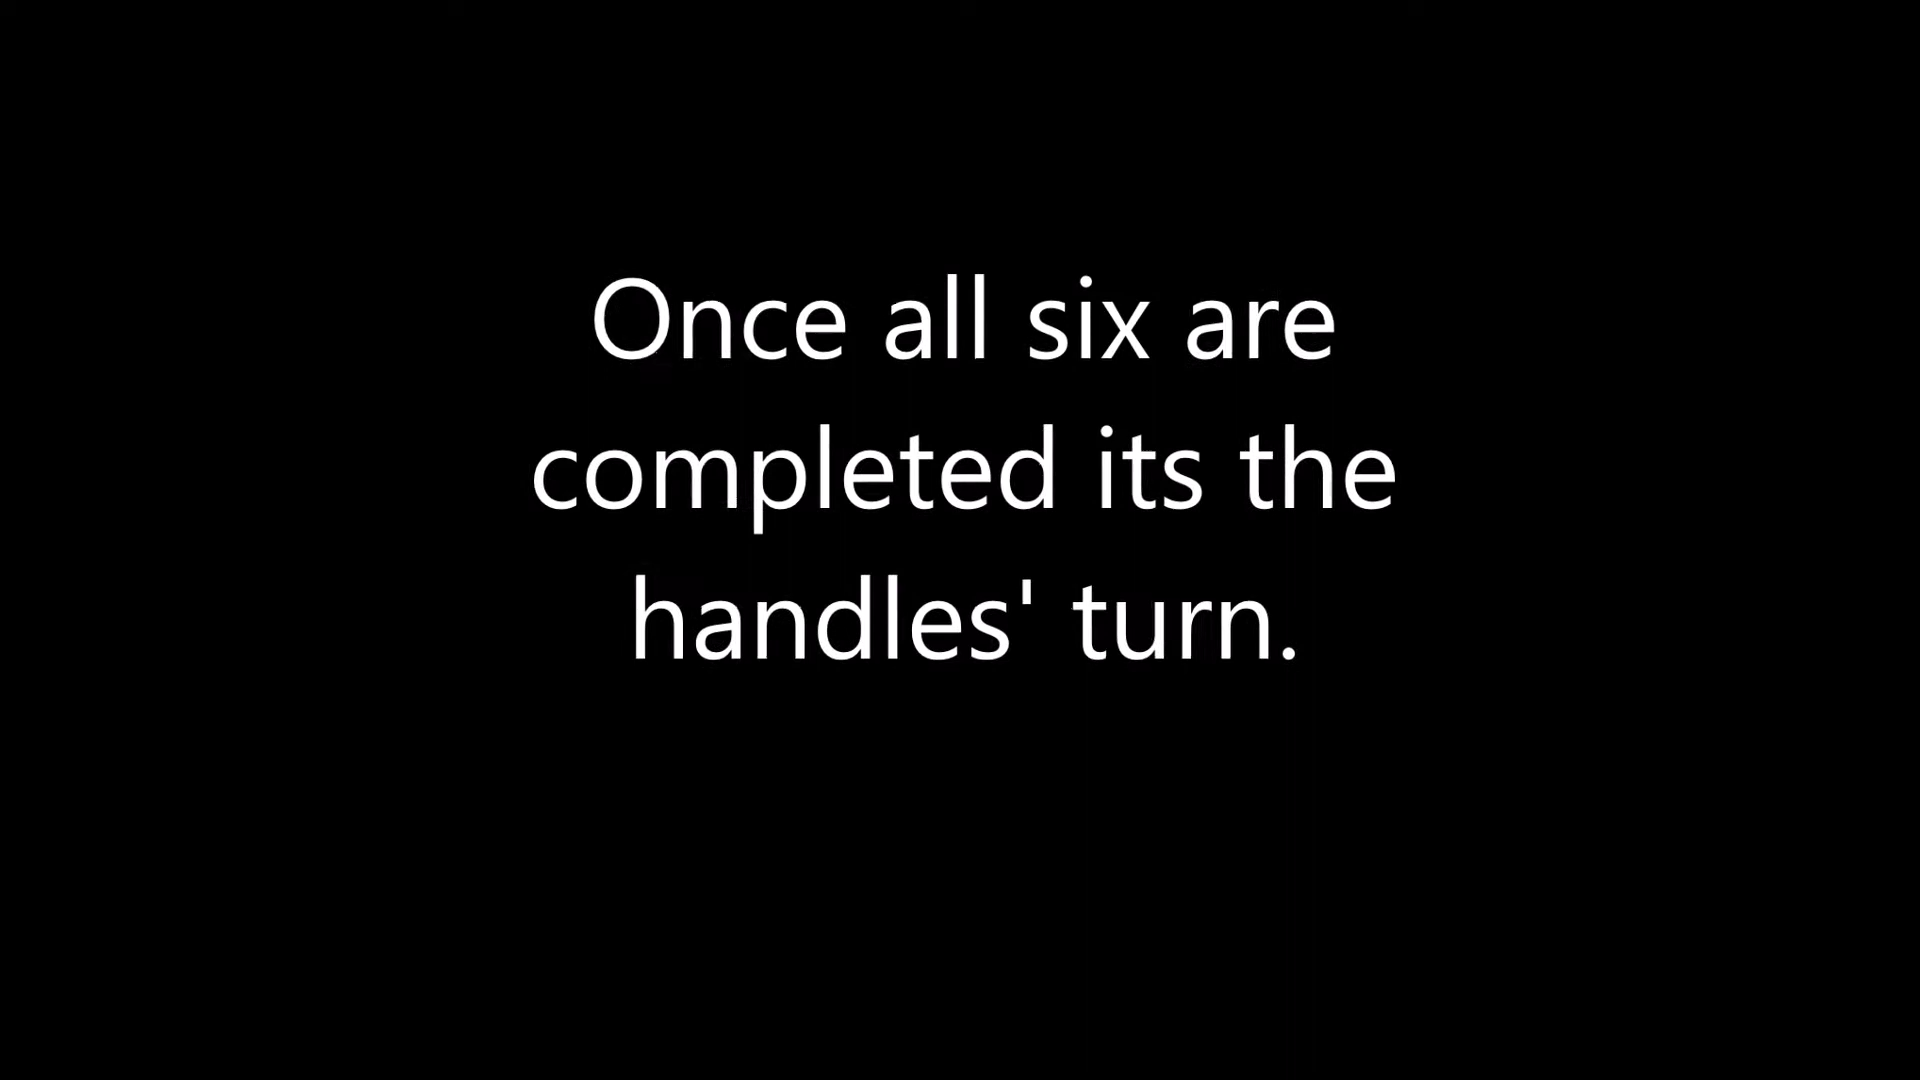 Once all six are
completed its the
handles' turn.